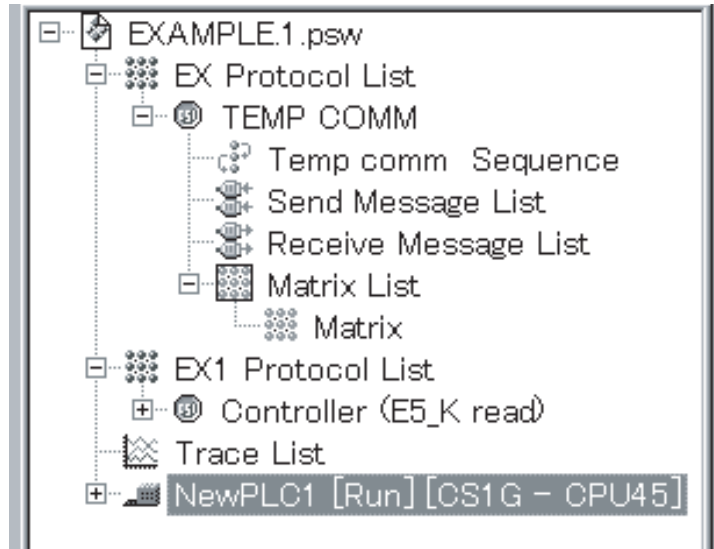 EXAMPLE.1.psw
EX Protocol List
TEMP COMM
Temp comm Sequence
Send Message List
Receive Message List
Matrix List
Matrix
EX1 Protocol List
Controller (E5_K read)
Trace List
NewPLC1 [Run] [CS1G - CPU45]